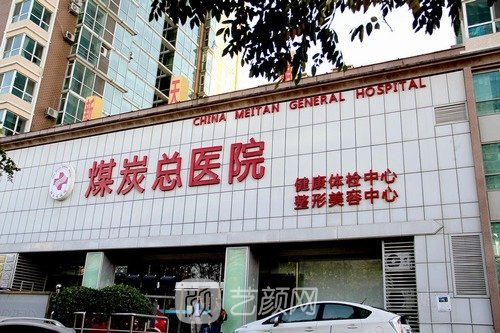 天
CHINA MEITAN GENERAL HOSPITAL
煤炭总医院
健康体检中心
整形美容中心
艺颜网